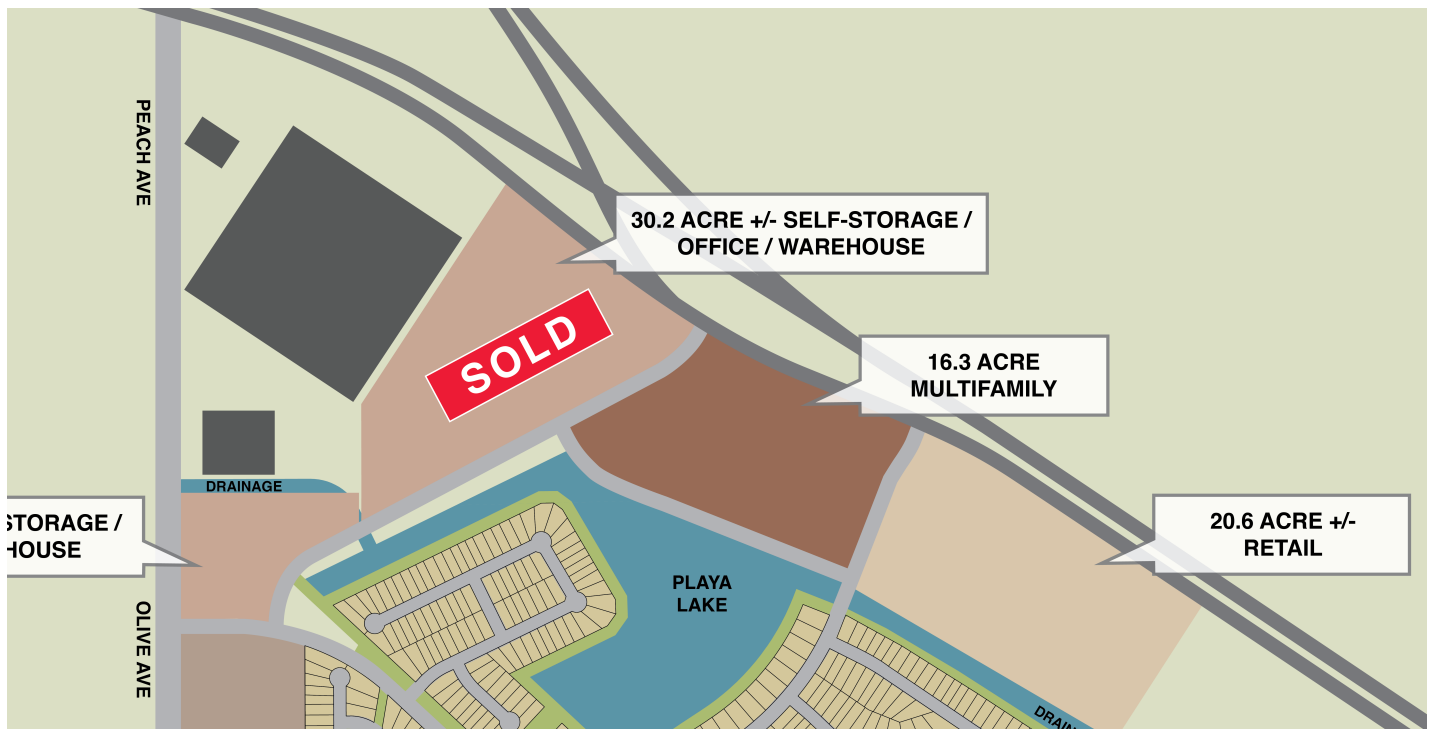 PEACH AVE
30.2 ACRE +/- SELF-STORAGE /
OFFICE / WAREHOUSE
SOLD
16.3 ACRE
MULTIFAMILY
DRAINAGE
STORAGE /
HOUSE
20.6 ACRE +/-
RETAIL
PLAYA
LAKE
OLIVE AVE
DRAIN